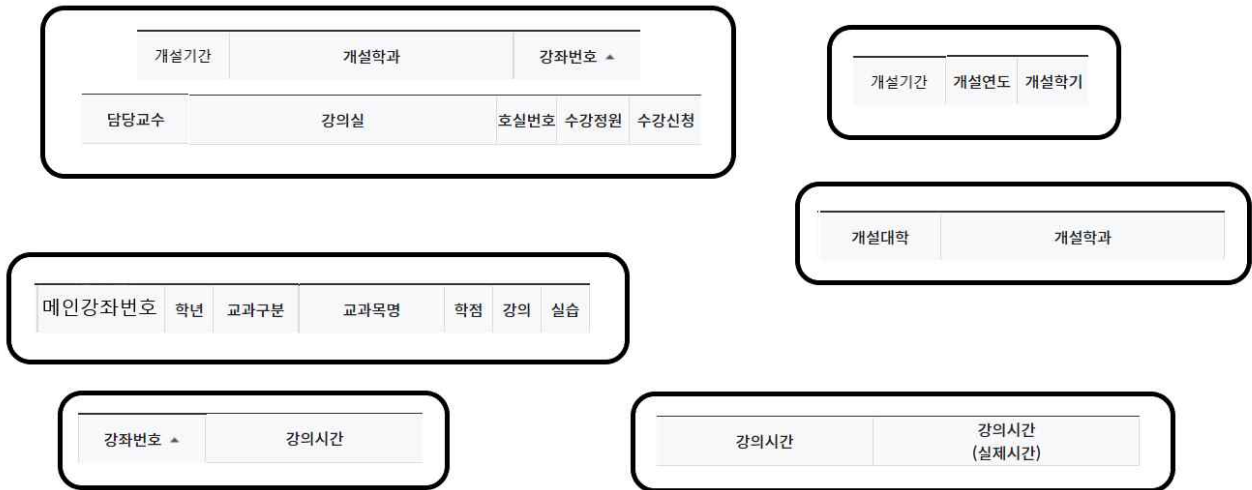 개설기간 개설학과 강좌번호 ▲
담당교수 강의실 호실번호 수강정원 수강신청
개설기간 개설연도 개설학기
개설대학 개설학과
메인강좌번호 학년 교과구분 교과목명 학점 강의 실습
강좌번호 ▲ 강의시간
강의시간 강의시간
(실제시간)